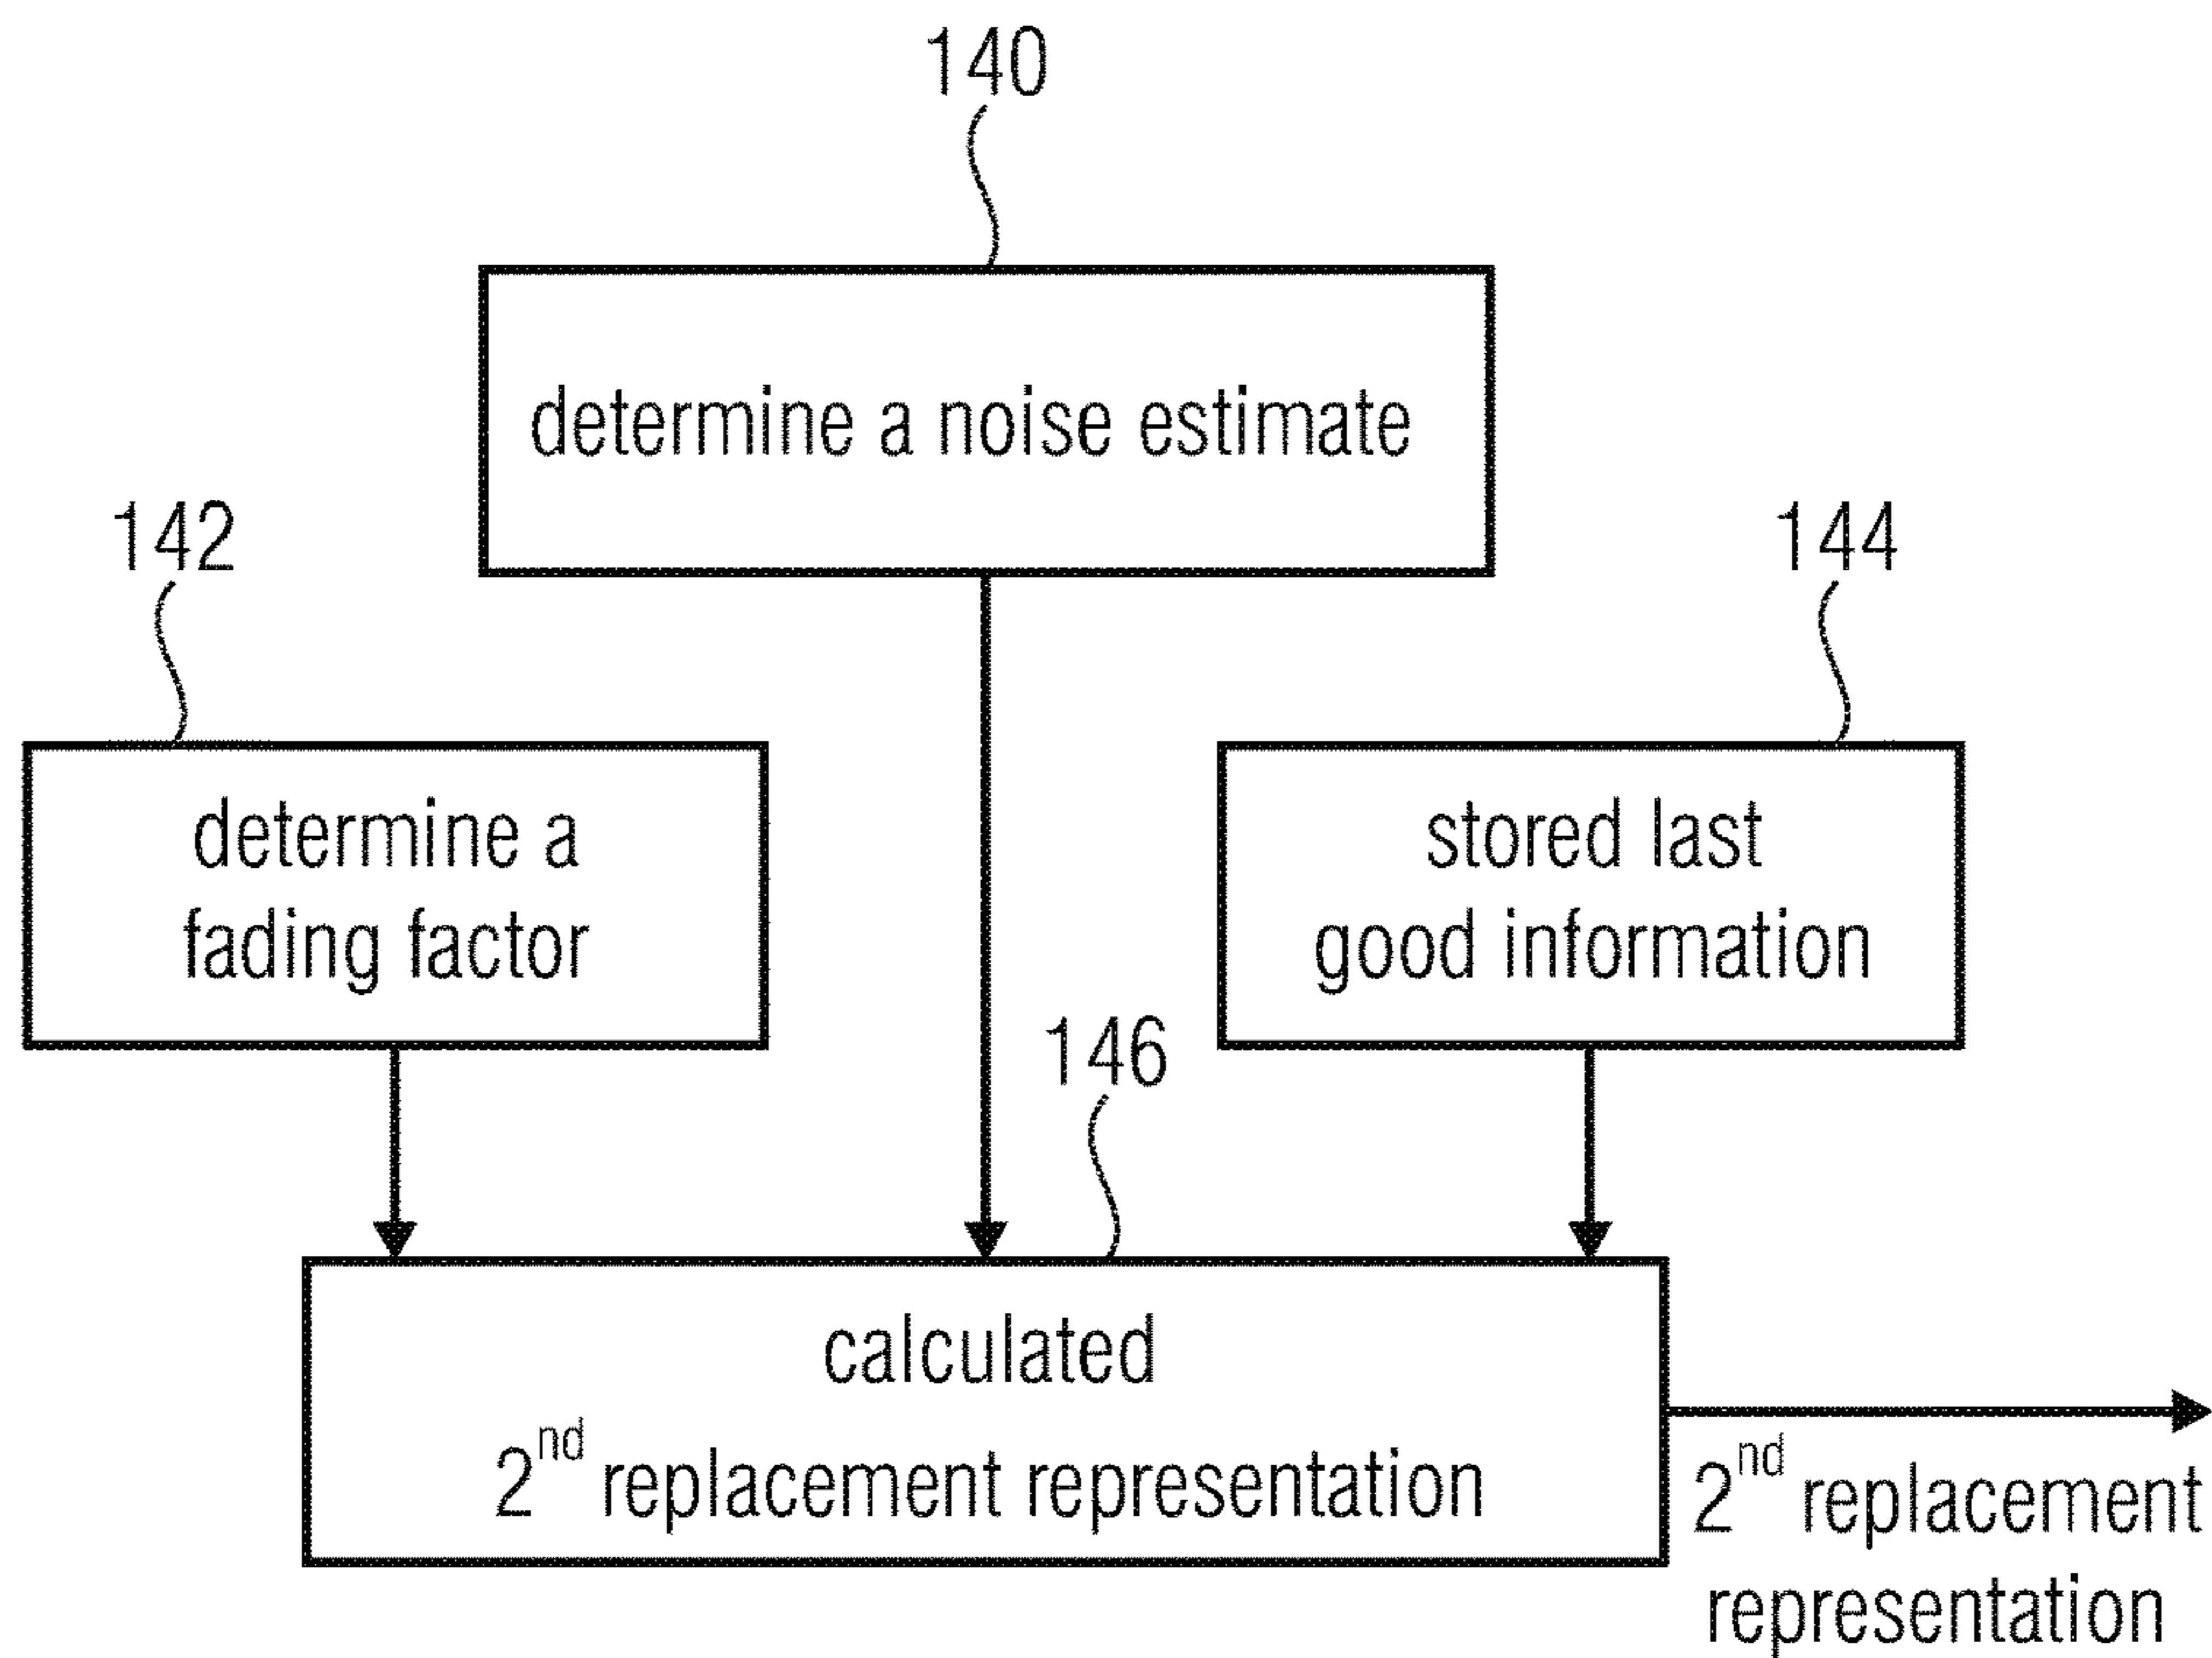 140
determine a noise estimate
142
144
determine a
fading factor
stored last
good information
146
calculated
2nd replacement representation
2nd replacement
representation